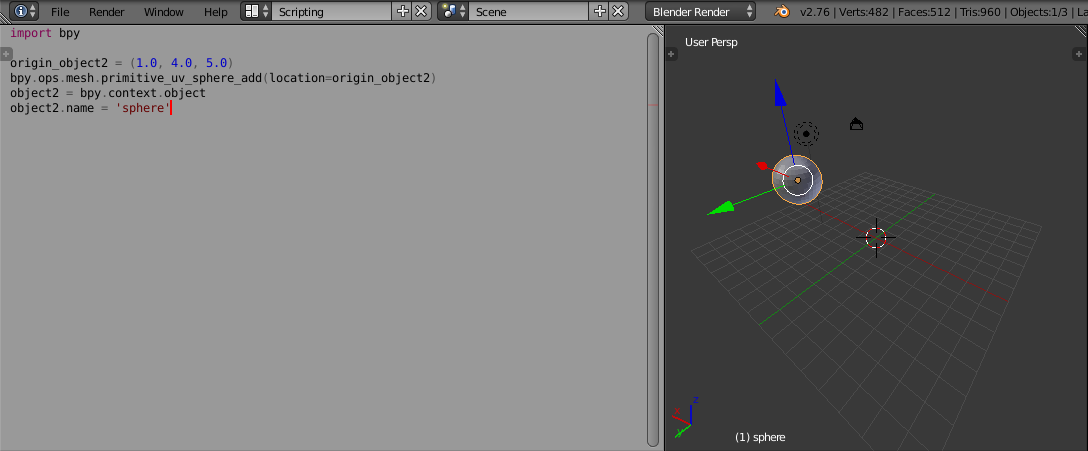 File Render Window Help Scripting Scene Blender Render v2.76 | Verts:482 | Faces:512 | Tris:960 | Objects:1/3 | La
import bpy
origin_object2 = (1.0, 4.0, 5.0)
bpy.ops.mesh.primitive_uv_sphere_add(location=origin_object2)
object2 = bpy.context.object
object2.name = 'sphere'
User Persp
z
x
y
(1) sphere